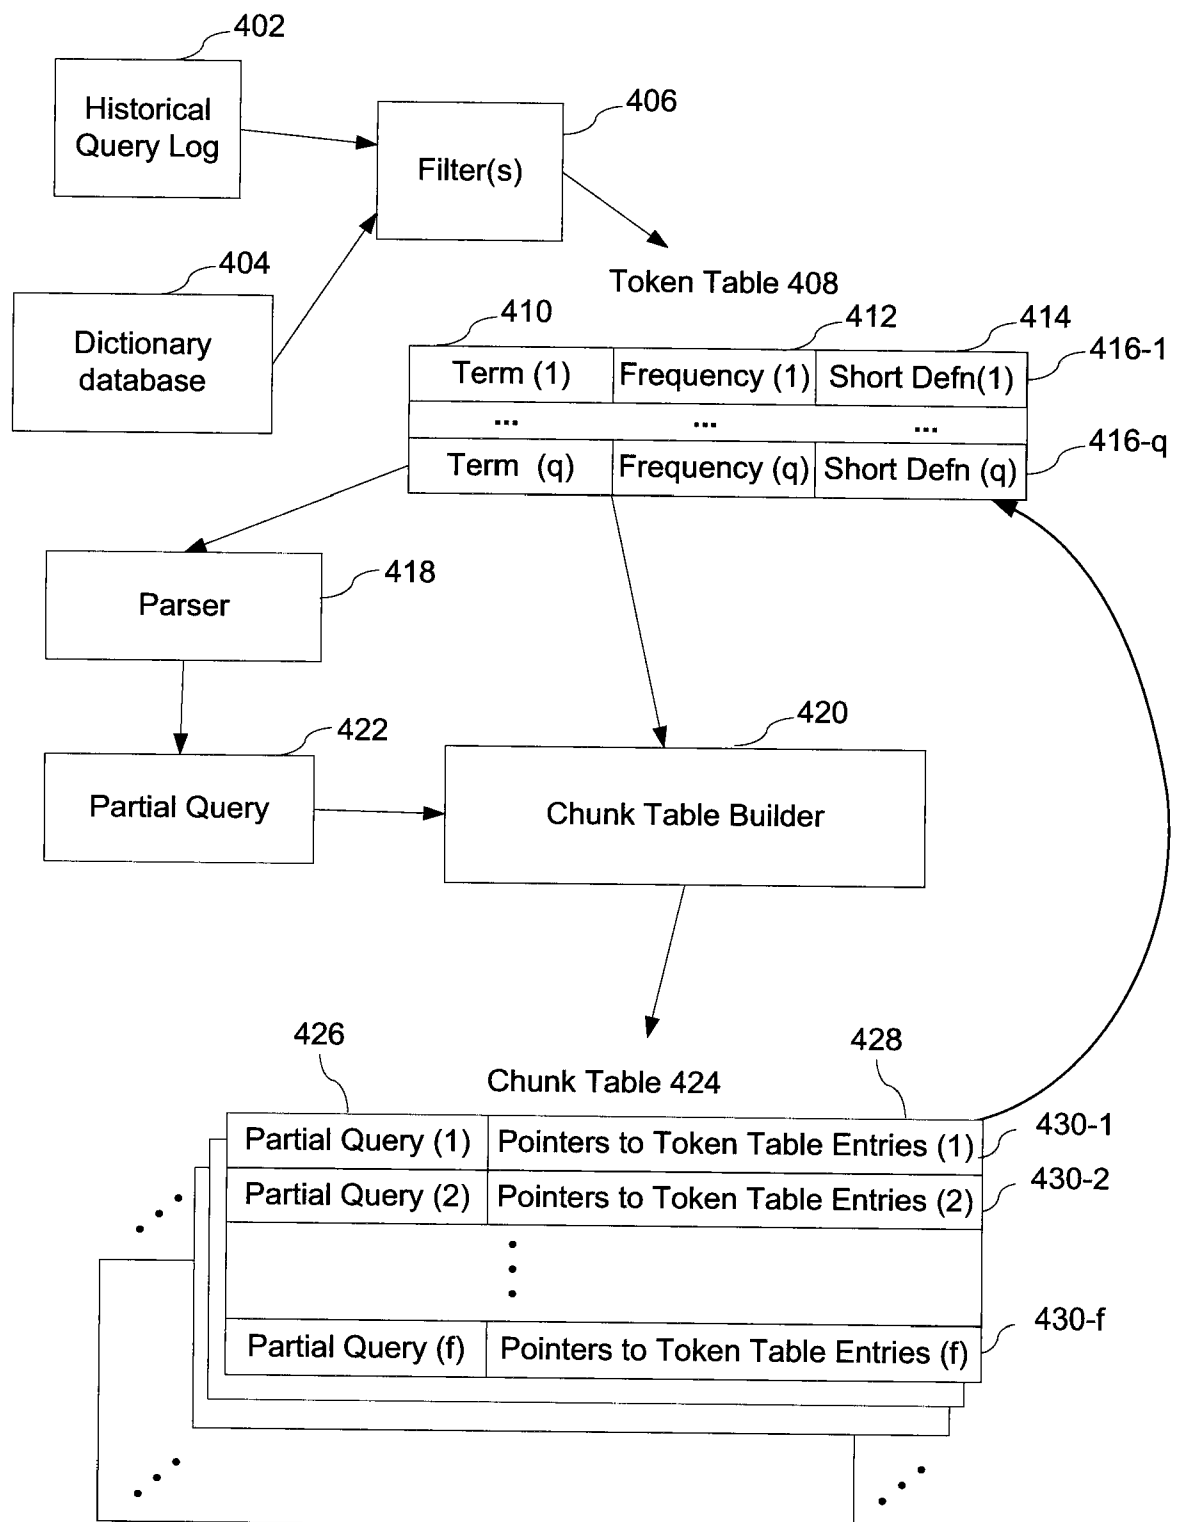 402
Historical
Query Log
406
Filter(s)
404
Dictionary
database
Token Table 408
410
412
414
416-1
Term (1) Frequency (1) Short Defn(1)
... ... ...
416-q
Term (q) Frequency (q) Short Defn (q)
418
Parser
420
422
Partial Query
Chunk Table Builder
426
428
Chunk Table 424
430-1
Partial Query (1) Pointers to Token Table Entries (1)
430-2
Partial Query (2) Pointers to Token Table Entries (2)
430-f
Partial Query (f) Pointers to Token Table Entries (f)